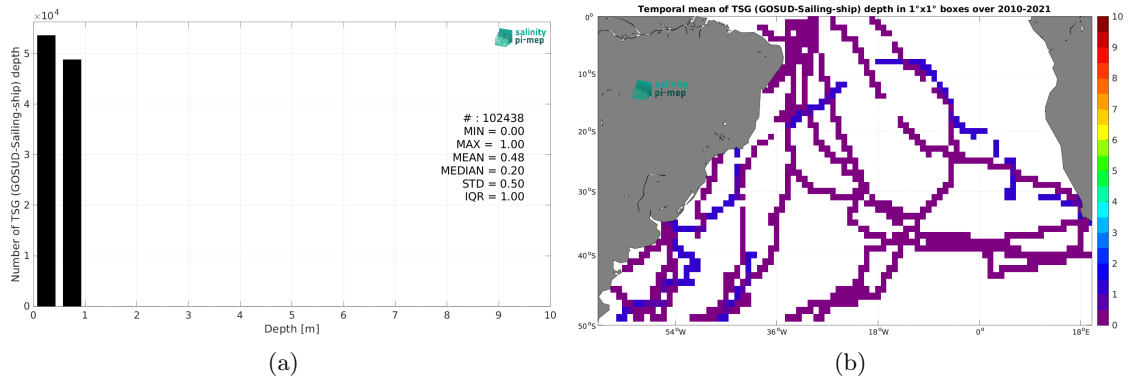 ×10⁴
5
4
3
2
1
0
Number of TSG (GOSUD-Sailing-ship) depth
salinity
pi-mep
# : 102438
MIN = 0.00
MAX = 1.00
MEAN = 0.48
MEDIAN = 0.20
STD = 0.50
IQR = 1.00
0 1 2 3 4 5 6 7 8 9 10
Depth [m]
(a)
Temporal mean of TSG (GOSUD-Sailing-ship) depth in 1°x1° boxes over 2010-2021
0°
10°S
20°S
30°S
40°S
50°S
salinity
pi-mep
54°W 36°W 18°W 0° 18°E
10
9
8
7
6
5
4
3
2
1
0
(b)